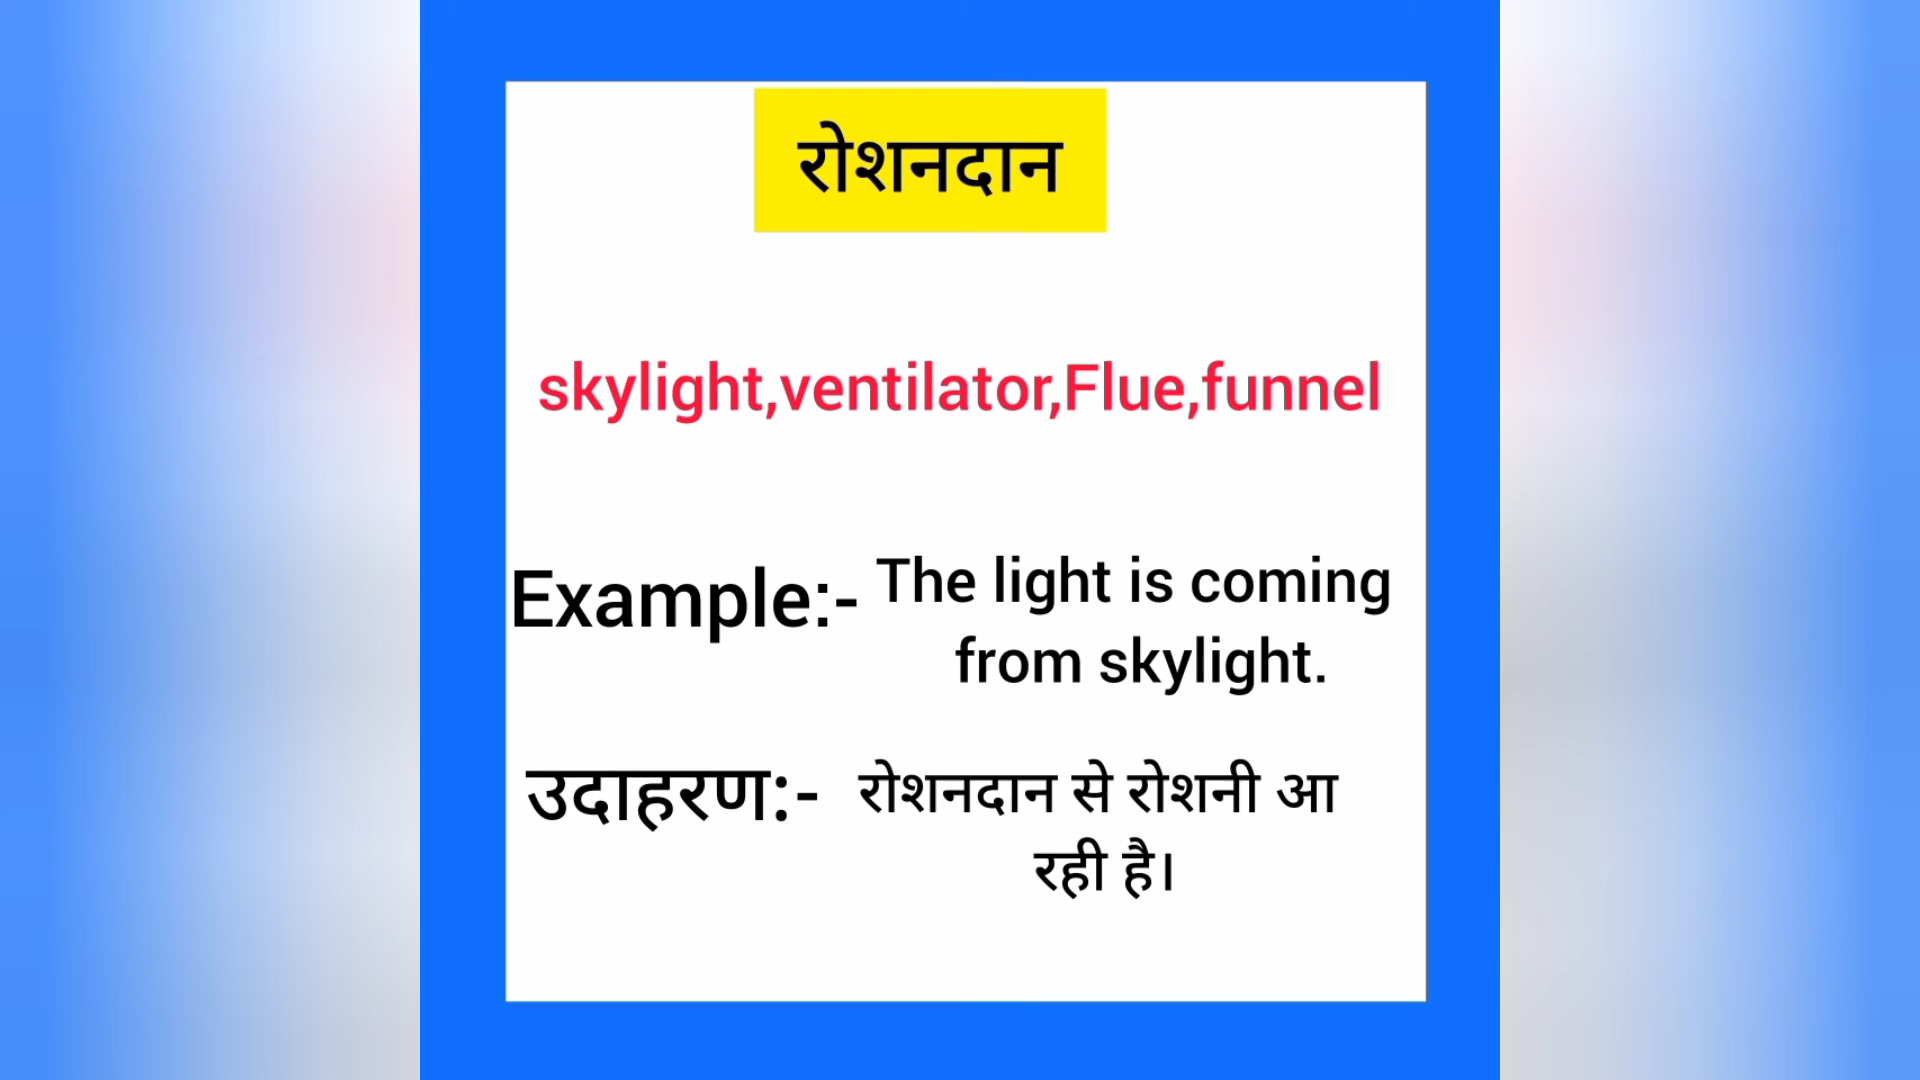 रोशनदान
skylight,ventilator,Flue,funnel
Example:- The light is coming
from skylight.
उदाहरण:- रोशनदान से रोशनी आ
रही है।